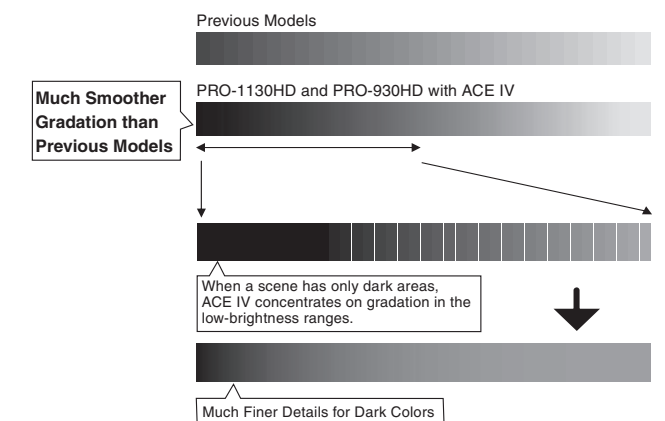 Previous Models
PRO-1130HD and PRO-930HD with ACE IV
Much Smoother
Gradation than
Previous Models
When a scene has only dark areas,
ACE IV concentrates on gradation in the
low-brightness ranges.
Much Finer Details for Dark Colors